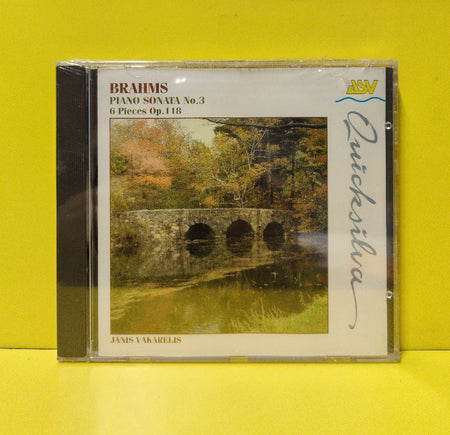 BRAHMS
PIANO SONATA No.3
6 Pieces Op.118
ASV
Quicksilva
JANIS VAKARELIS